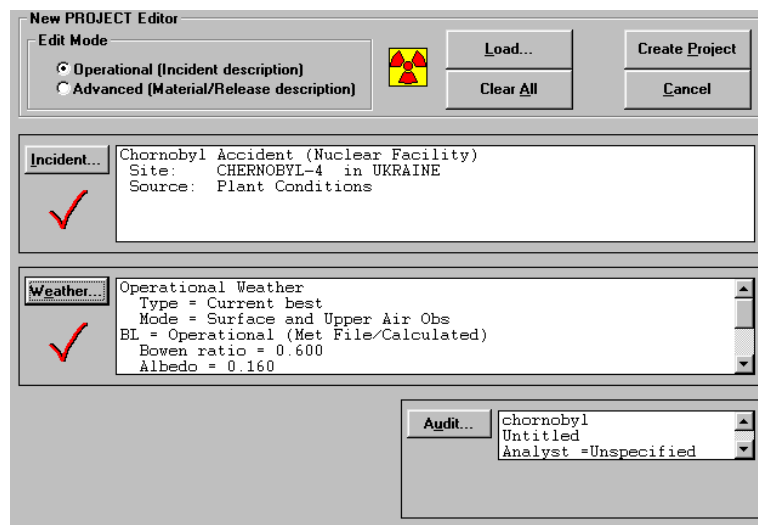 New PROJECT Editor
Edit Mode
Operational (Incident description)
Advanced (Material/Release description)
Load...
Clear All
Create Project
Cancel
Incident...
Chornobyl Accident (Nuclear Facility)
Site: CHERNOBYL-4 in UKRAINE
Source: Plant Conditions
Weather...
Operational Weather
Type = Current best
Mode = Surface and Upper Air Obs
BL = Operational (Met File/Calculated)
Bowen ratio = 0.600
Albedo = 0.160
Audit...
chornobyl
Untitled
Analyst =Unspecified